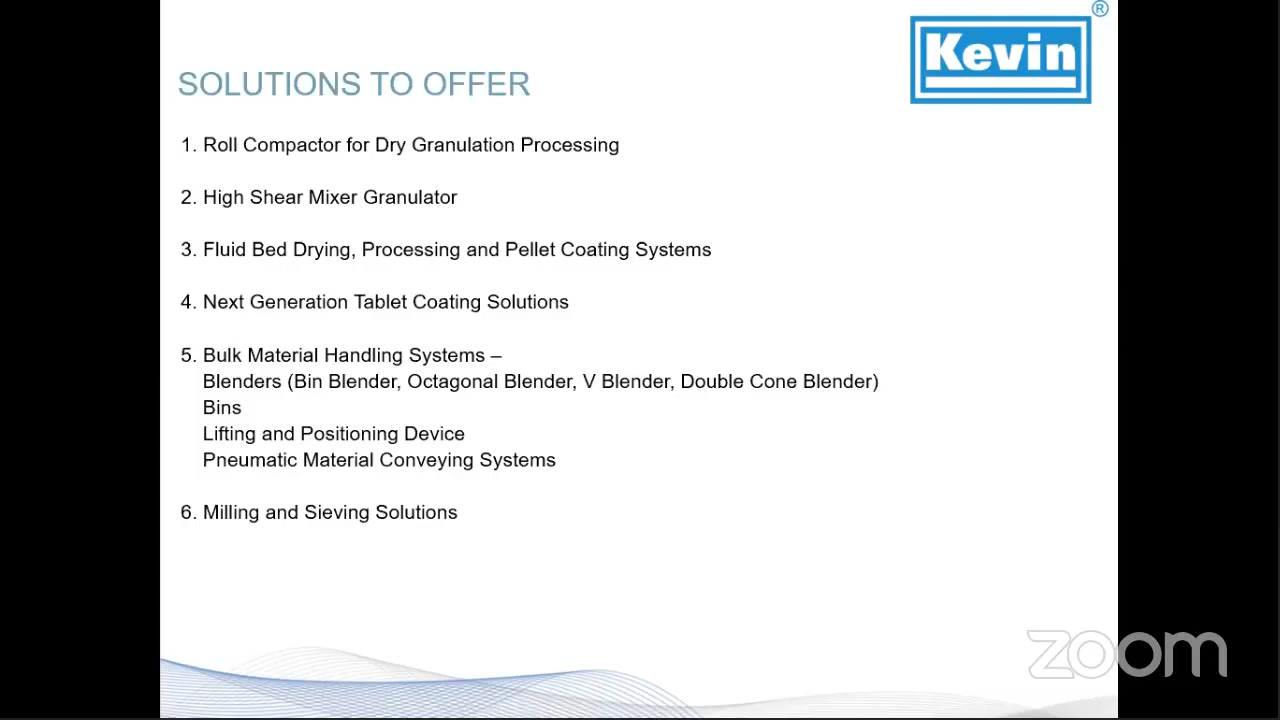 ®
Kevin
SOLUTIONS TO OFFER
1. Roll Compactor for Dry Granulation Processing
2. High Shear Mixer Granulator
3. Fluid Bed Drying, Processing and Pellet Coating Systems
4. Next Generation Tablet Coating Solutions
5. Bulk Material Handling Systems –
Blenders (Bin Blender, Octagonal Blender, V Blender, Double Cone Blender)
Bins
Lifting and Positioning Device
Pneumatic Material Conveying Systems
6. Milling and Sieving Solutions
zoom